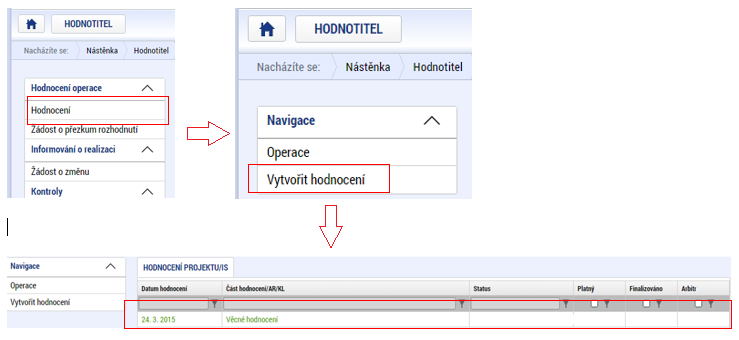 HODNOTITEL
Nacházíte se: Nástěnka Hodnotitel
Hodnocení operace
Hodnocení
Žádost o přezkum rozhodnutí
Informování o realizaci
Žádost o změnu
Kontroly
HODNOTITEL
Nacházíte se: Nástěnka Hodnotitel
Navigace
Operace
Vytvořit hodnocení
Navigace
Operace
Vytvořit hodnocení
HODNOCENÍ PROJEKTU/IS
Datum hodnocení Část hodnocení/AR/KL Status Platný Finalizováno Arbitr
24. 3. 2015 Věcné hodnocení